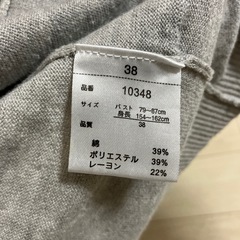 38
品番 10348
サイズ バスト 79~87cm
身長 154~162cm
品質 38
綿 39%
ポリエステル 39%
レーヨン 22%